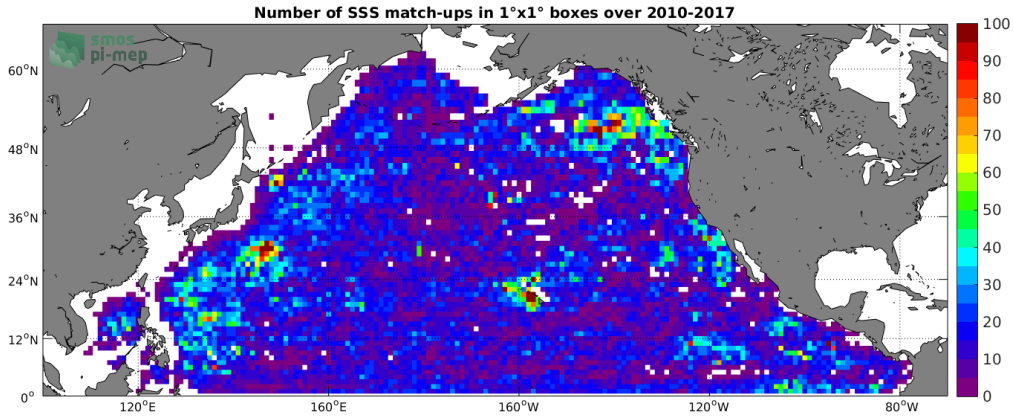 Number of SSS match-ups in 1°x1° boxes over 2010-2017
smos
pi-mep
60°N
48°N
36°N
24°N
12°N
0°
120°E
160°E
160°W
120°W
80°W
100
90
80
70
60
50
40
30
20
10
0